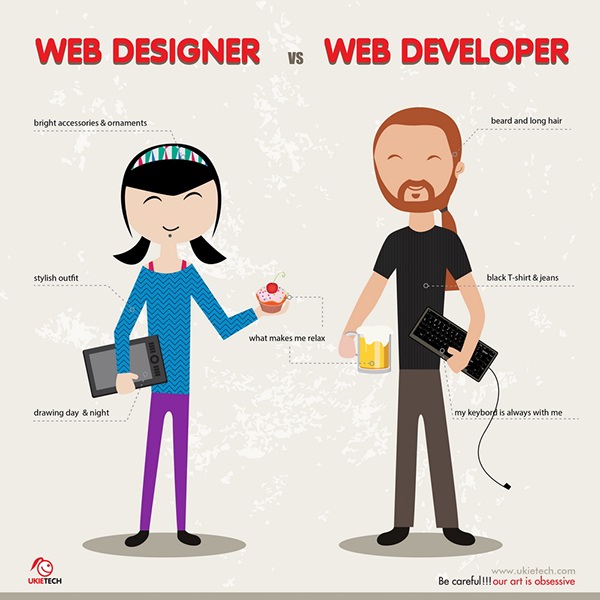 WEB DESIGNER vs WEB DEVELOPER
bright accessories & ornaments
beard and long hair
stylish outfit
black T-shirt & jeans
what makes me relax
drawing day & night
my keybord is always with me
UKIETECH
www.ukietech.com
Be careful!!! our art is obsessive